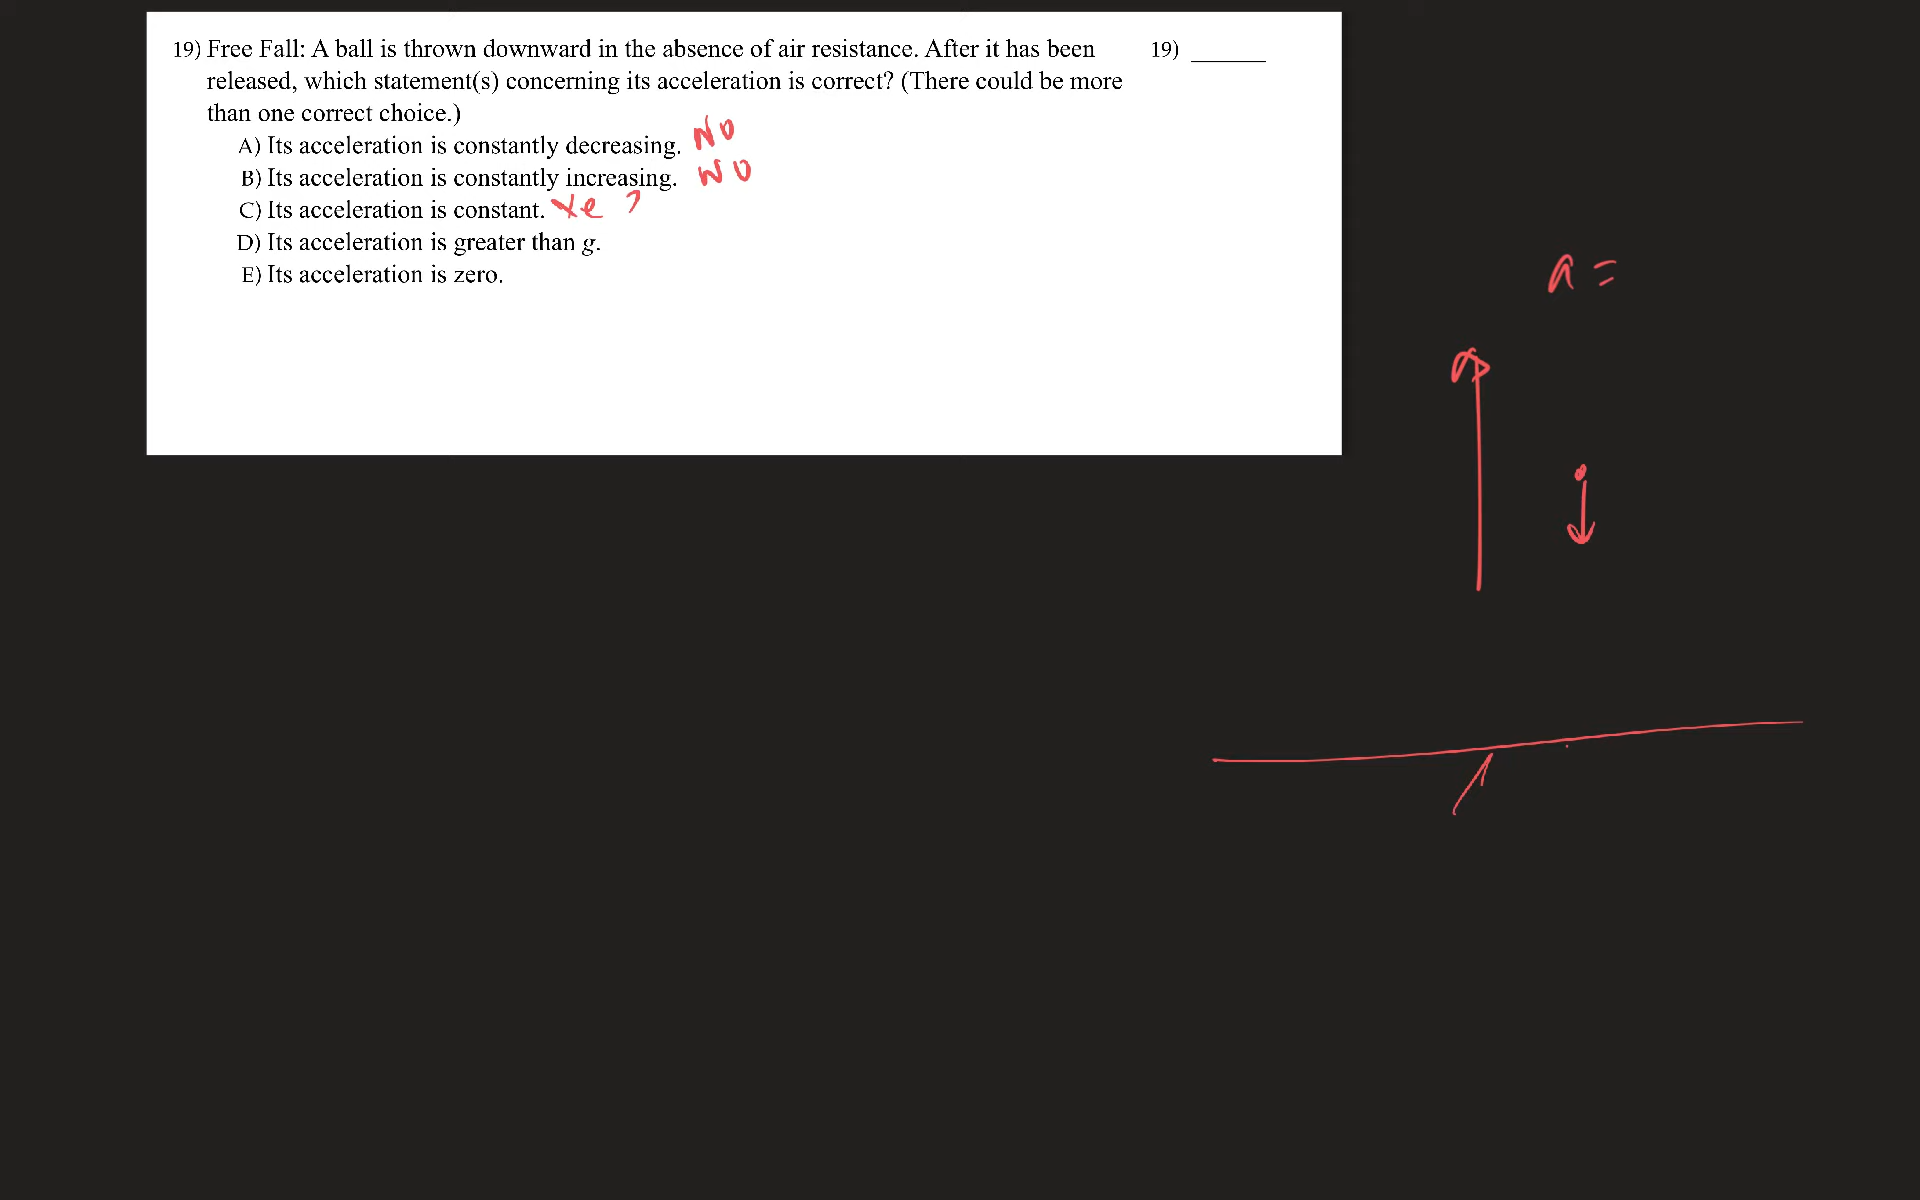 19) Free Fall: A ball is thrown downward in the absence of air resistance. After it has been 19) ______
released, which statement(s) concerning its acceleration is correct? (There could be more
than one correct choice.)
A) Its acceleration is constantly decreasing. NO
B) Its acceleration is constantly increasing. NO
C) Its acceleration is constant. Yes
D) Its acceleration is greater than g.
E) Its acceleration is zero.
a =